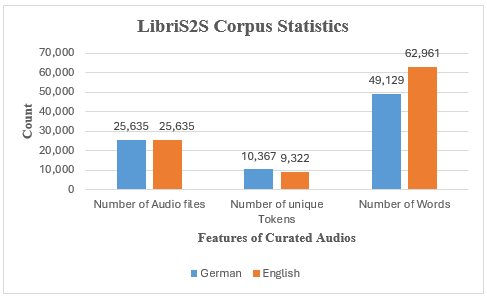 LibriS2S Corpus Statistics
70,000
60,000
50,000
40,000
30,000
20,000
10,000
0
Count
25,635 25,635
10,367 9,322
49,129 62,961
Number of Audio files
Number of unique
Tokens
Number of Words
Features of Curated Audios
German English